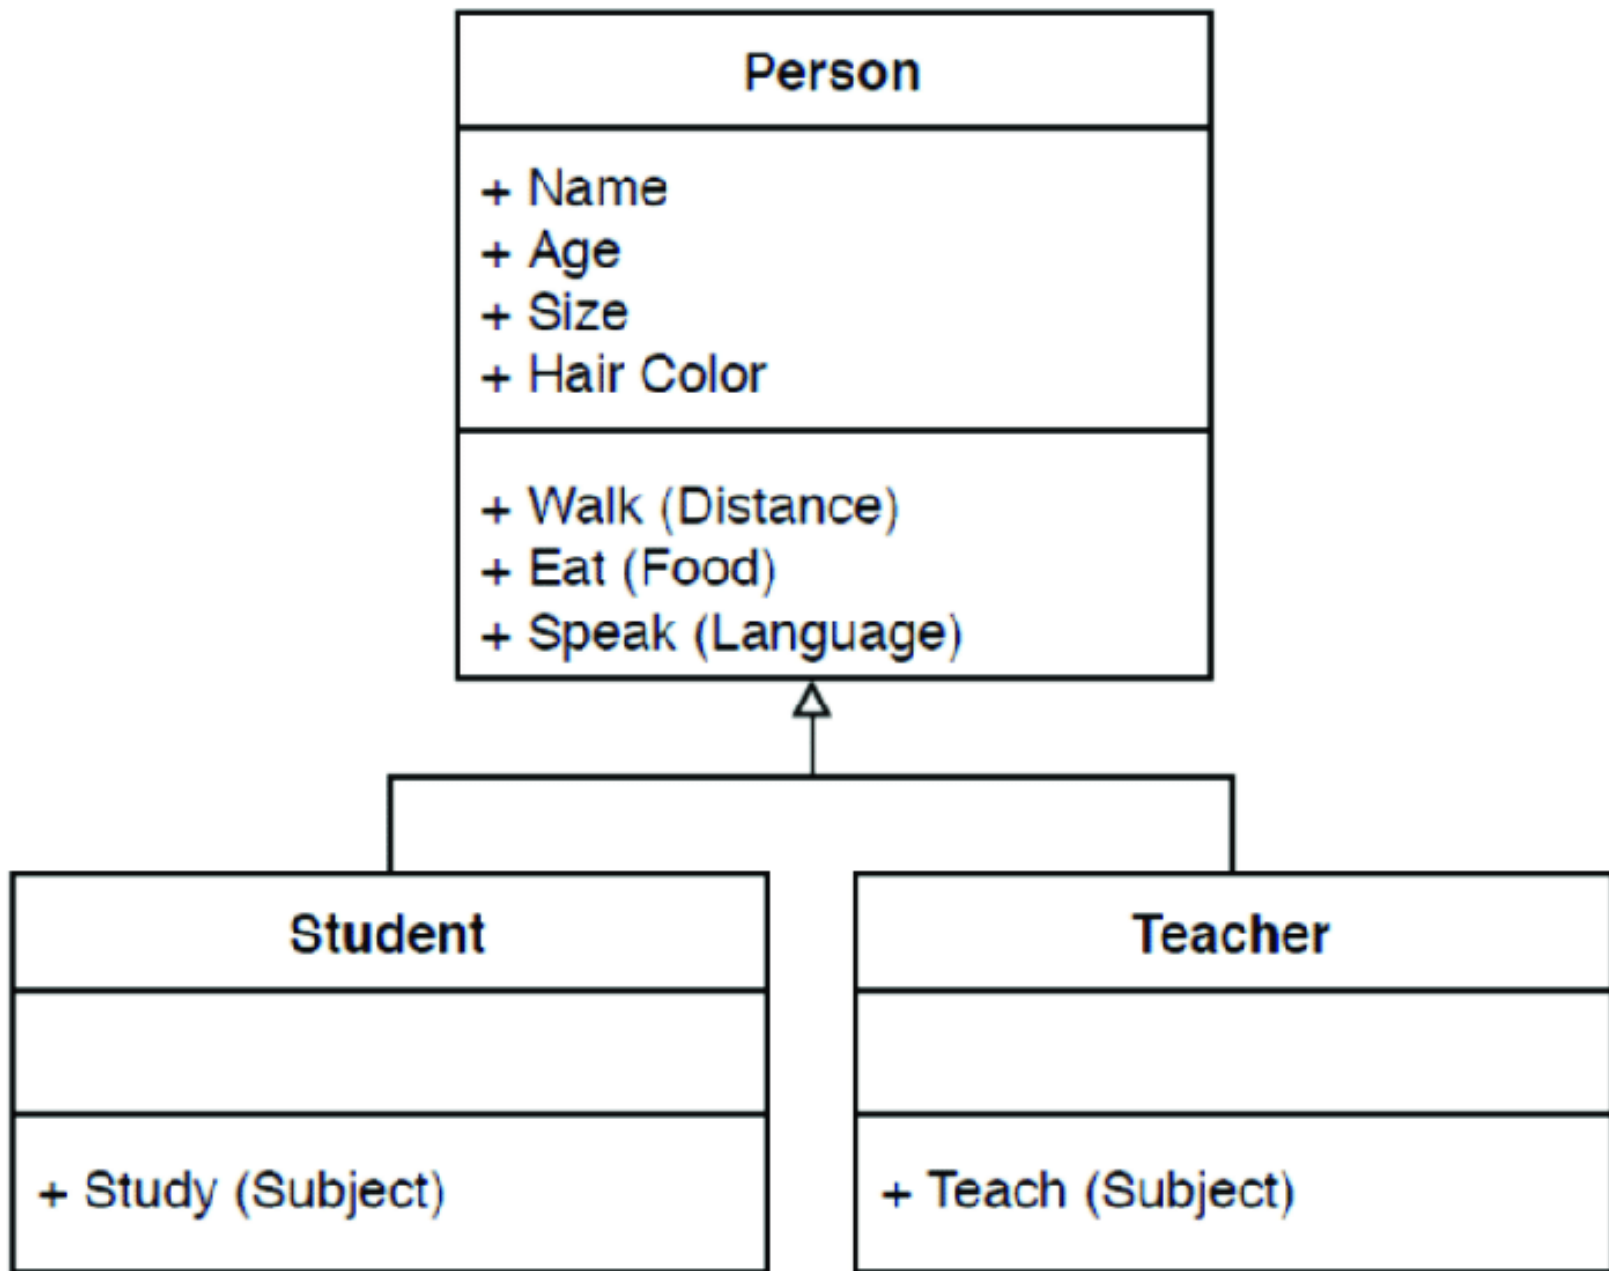 Person
+ Name
+ Age
+ Size
+ Hair Color
+ Walk (Distance)
+ Eat (Food)
+ Speak (Language)
Student
+ Study (Subject)
Teacher
+ Teach (Subject)